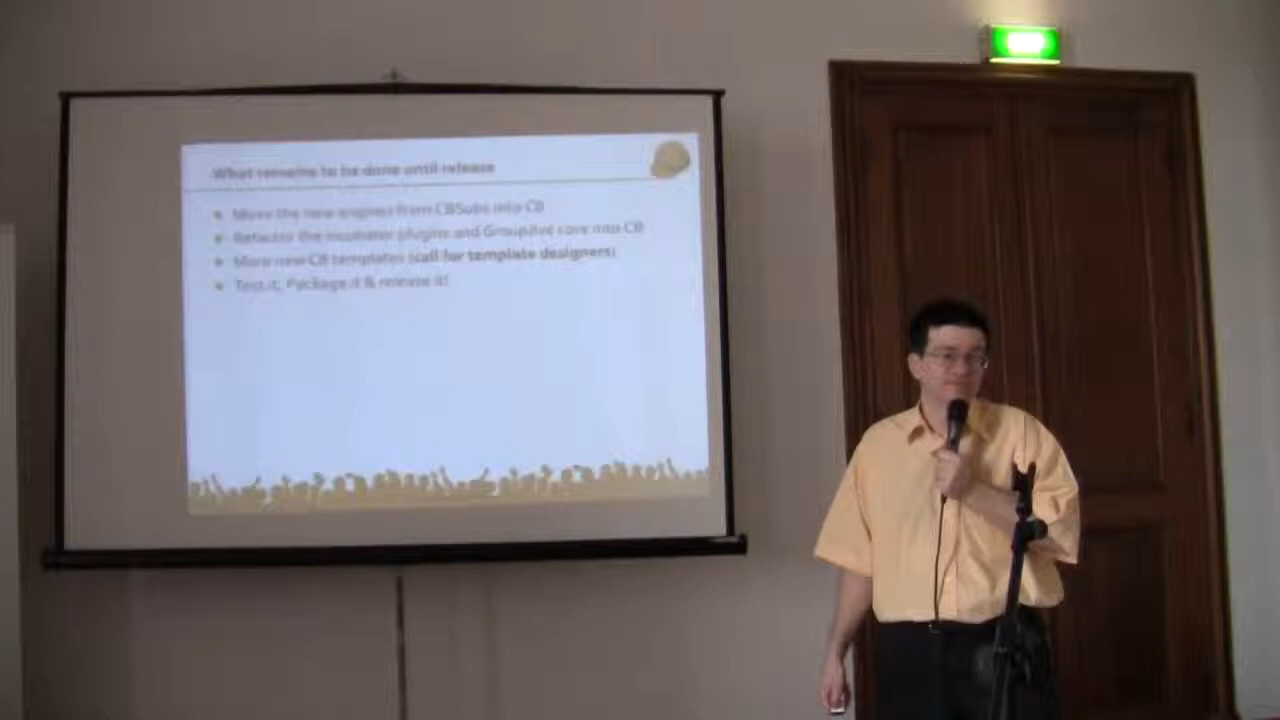 What remains to be done until release
Move the new engines from CBSubs into CB
Refactor the incubator plugins and GroupJive core into CB
More new CB templates (call for template designers)
Test it, Package it & release it!